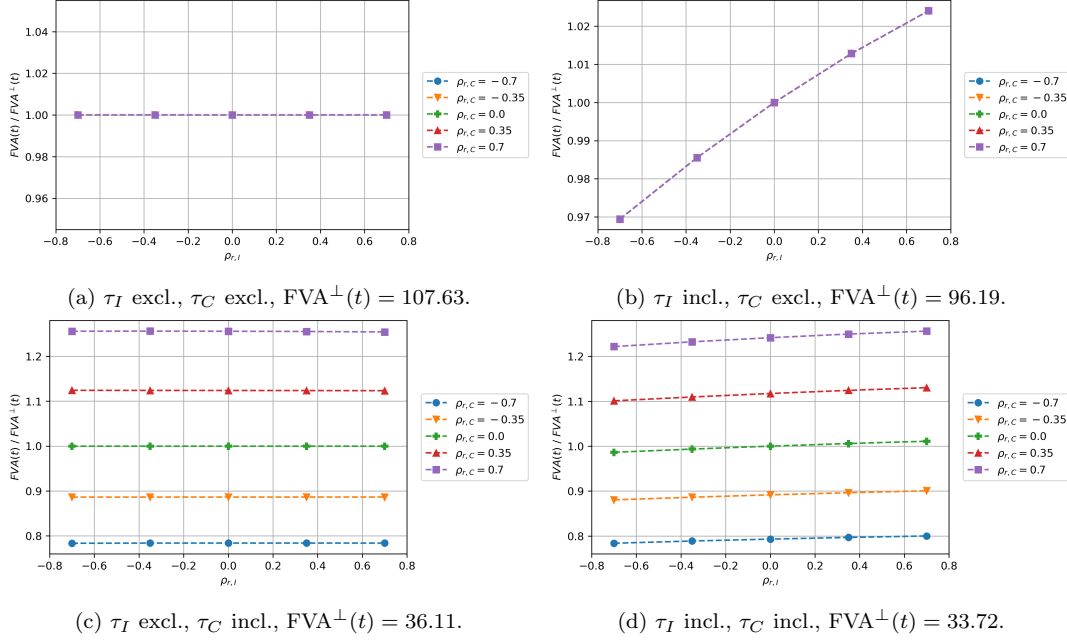 1.04
1.02
1.00
0.98
0.96
FVA(t) / FVA⊥(t)
−0.8 −0.6 −0.4 −0.2 0.0 0.2 0.4 0.6 0.8
ρr,I
ρr,C = −0.7
ρr,C = −0.35
ρr,C = 0.0
ρr,C = 0.35
ρr,C = 0.7
(a) τI excl., τC excl., FVA⊥(t) = 107.63.
1.02
1.01
1.00
0.99
0.98
0.97
FVA(t) / FVA⊥(t)
−0.8 −0.6 −0.4 −0.2 0.0 0.2 0.4 0.6 0.8
ρr,I
ρr,C = −0.7
ρr,C = −0.35
ρr,C = 0.0
ρr,C = 0.35
ρr,C = 0.7
(b) τI incl., τC excl., FVA⊥(t) = 96.19.
1.2
1.1
1.0
0.9
0.8
FVA(t) / FVA⊥(t)
−0.8 −0.6 −0.4 −0.2 0.0 0.2 0.4 0.6 0.8
ρr,I
ρr,C = −0.7
ρr,C = −0.35
ρr,C = 0.0
ρr,C = 0.35
ρr,C = 0.7
(c) τI excl., τC incl., FVA⊥(t) = 36.11.
1.2
1.1
1.0
0.9
0.8
FVA(t) / FVA⊥(t)
−0.8 −0.6 −0.4 −0.2 0.0 0.2 0.4 0.6 0.8
ρr,I
ρr,C = −0.7
ρr,C = −0.35
ρr,C = 0.0
ρr,C = 0.35
ρr,C = 0.7
(d) τI incl., τC incl., FVA⊥(t) = 33.72.